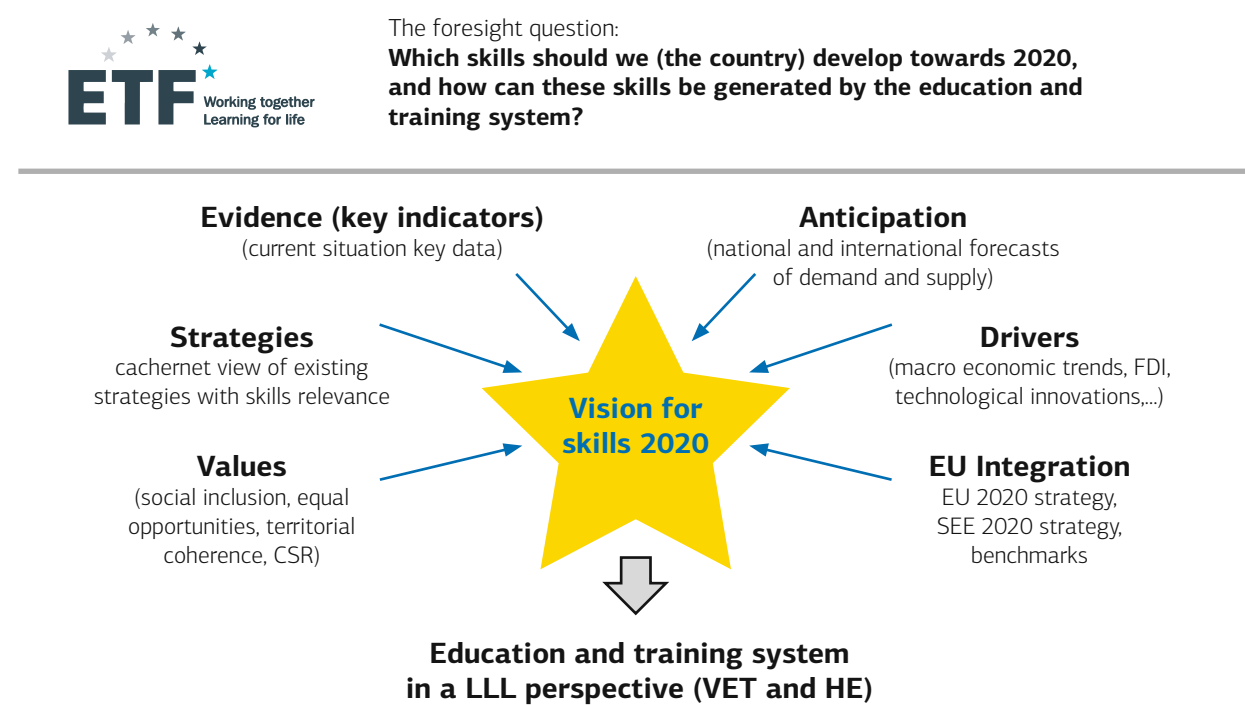 ETF
Working together
Learning for life
The foresight question:
Which skills should we (the country) develop towards 2020,
and how can these skills be generated by the education and
training system?
Evidence (key indicators)
(current situation key data)
Anticipation
(national and international forecasts
of demand and supply)
Strategies
cachernet view of existing
strategies with skills relevance
Drivers
(macro economic trends, FDI,
technological innovations,...)
Vision for
skills 2020
Values
(social inclusion, equal
opportunities, territorial
coherence, CSR)
EU Integration
EU 2020 strategy,
SEE 2020 strategy,
benchmarks
Education and training system
in a LLL perspective (VET and HE)